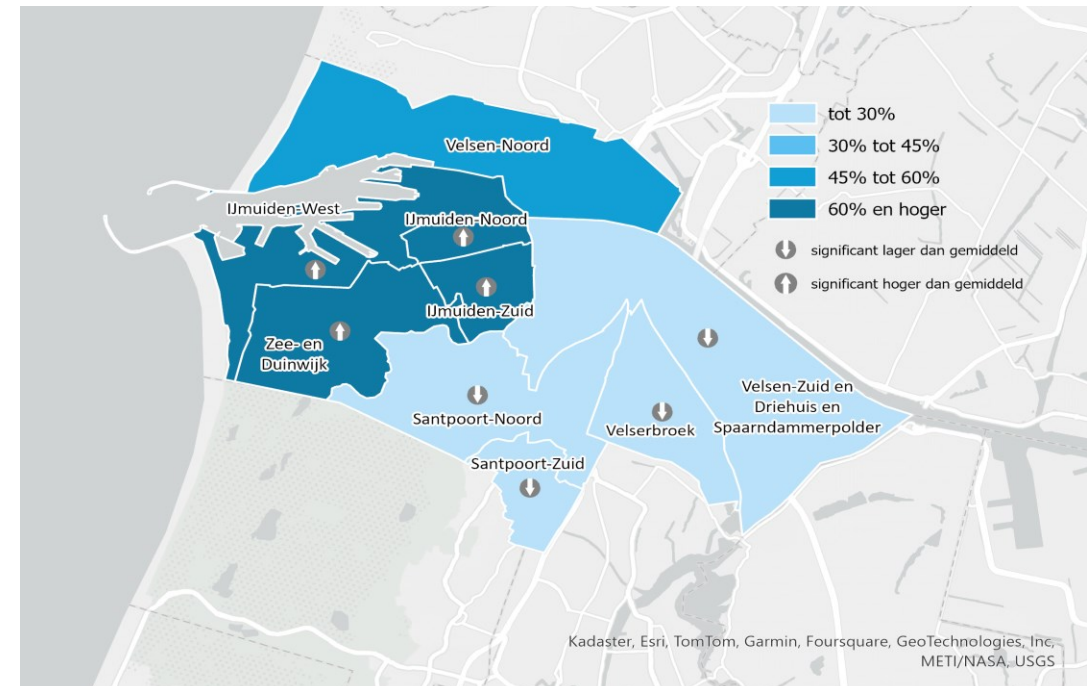 tot 30%
30% tot 45%
45% tot 60%
60% en hoger
significant lager dan gemiddeld
significant hoger dan gemiddeld
Velsen-Noord
IJmuiden-West
IJmuiden-Noord
IJmuiden-Zuid
Zee- en
Duinwijk
Santpoort-Noord
Velserbroek
Velsen-Zuid en
Driehuis en
Spaarndammerpolder
Santpoort-Zuid
Kadaster, Esri, TomTom, Garmin, Foursquare, GeoTechnologies, Inc,
METI/NASA, USGS